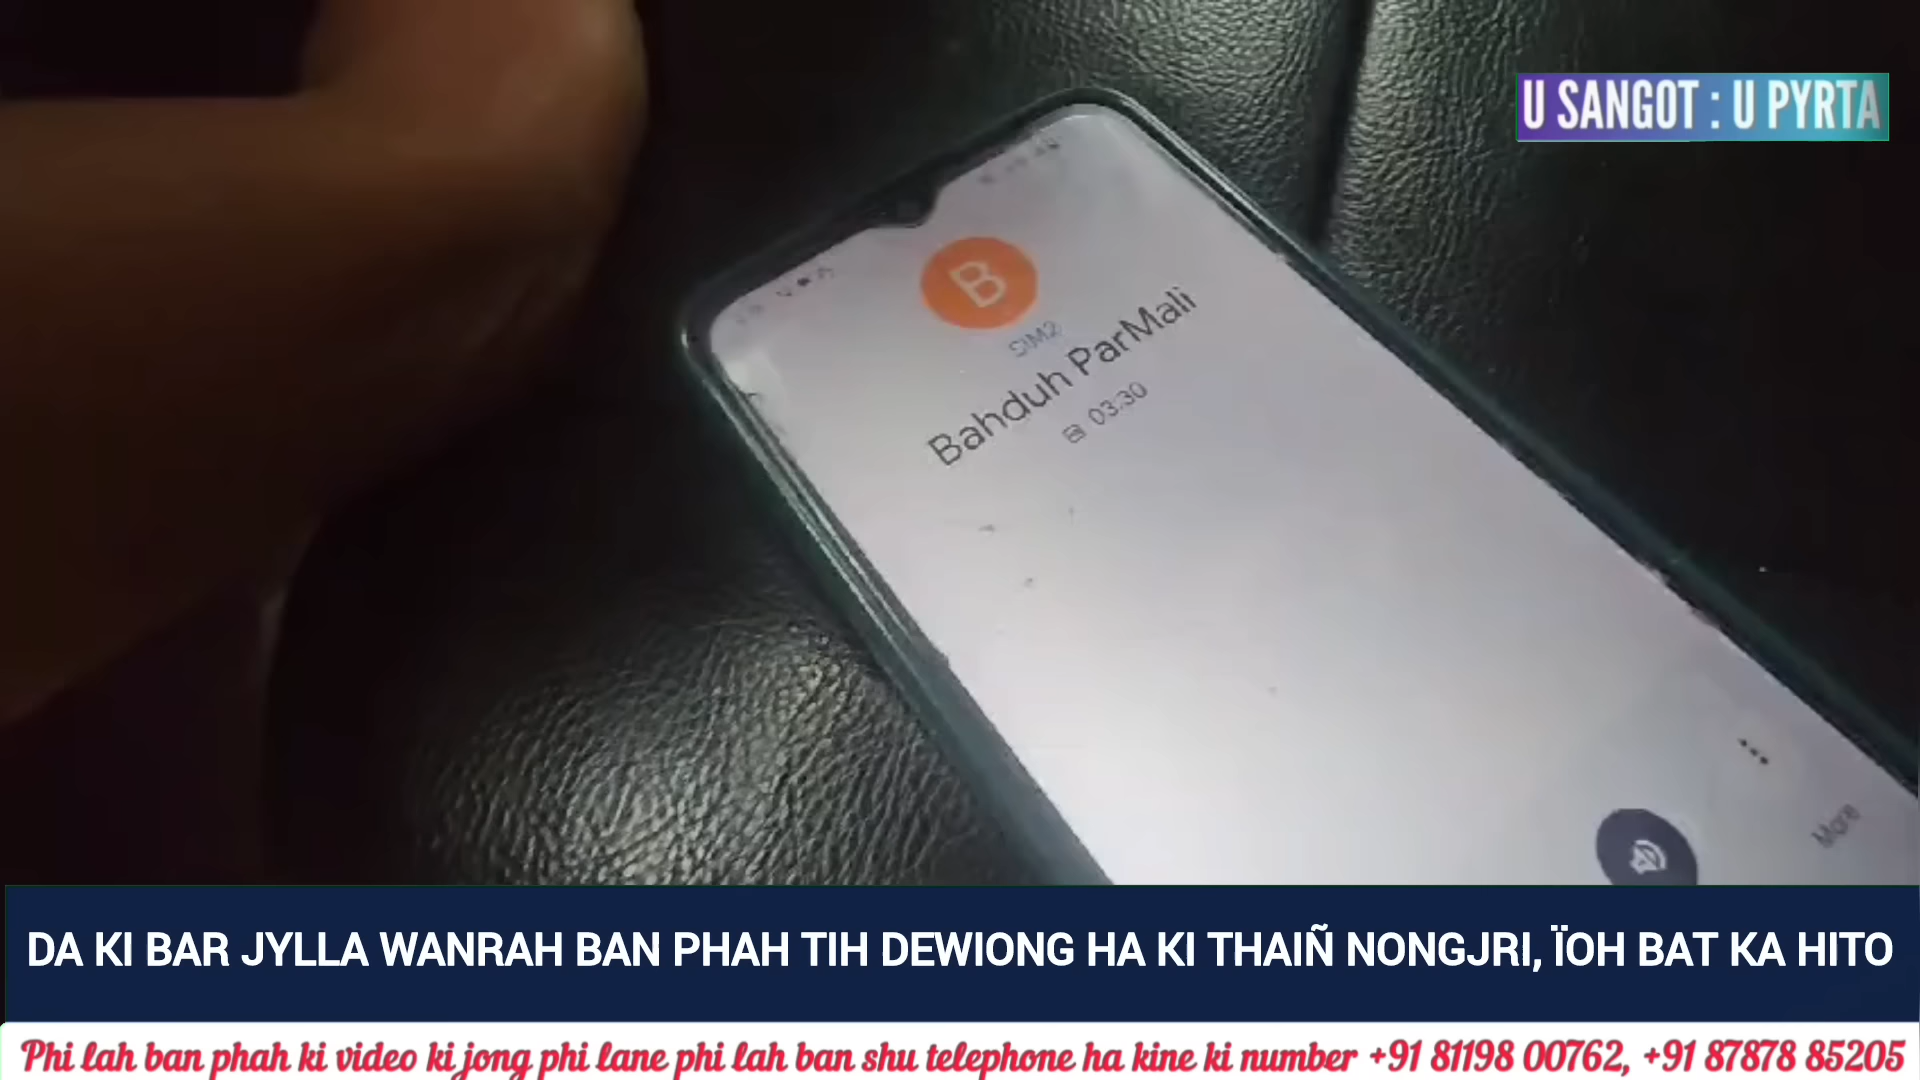 U SANGOT : U PYRTA
B
SIM2
Bahduh ParMali
03:30
More
DA KI BAR JYLLA WANRAH BAN PHAH TIH DEWIONG HA KI THAIÑ NONGJRI, ÏOH BAT KA HITO
Phi lah ban phah ki video ki jong phi lane phi lah ban shu telephone ha kine ki number +91 81198 00762, +91 87878 85205